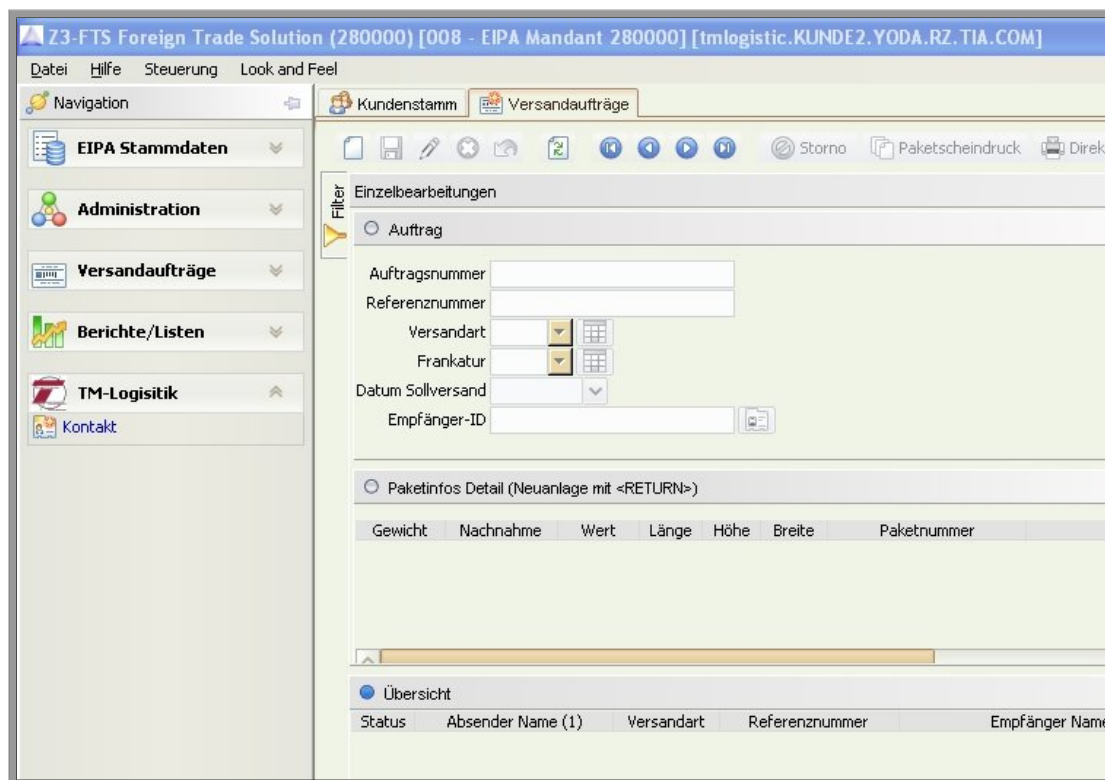 Z3-FTS Foreign Trade Solution (280000) [008 - EIPA Mandant 280000] [tmlogistic.KUNDE2.YODA.RZ.TIA.COM]
Datei Hilfe Steuerung Look and Feel
Navigation
EIPA Stammdaten
Administration
Versandaufträge
Berichte/Listen
TM-Logisitik
Kontakt
Kundenstamm Versandaufträge
Storno Paketscheindruck Direk
Filter
Einzelbearbeitungen
Auftrag
Auftragsnummer
Referenznummer
Versandart
Frankatur
Datum Sollversand
Empfänger-ID
Paketinfos Detail (Neuanlage mit <RETURN>)
Gewicht Nachnahme Wert Länge Höhe Breite Paketnummer
Übersicht
Status Absender Name (1) Versandart Referenznummer Empfänger Name